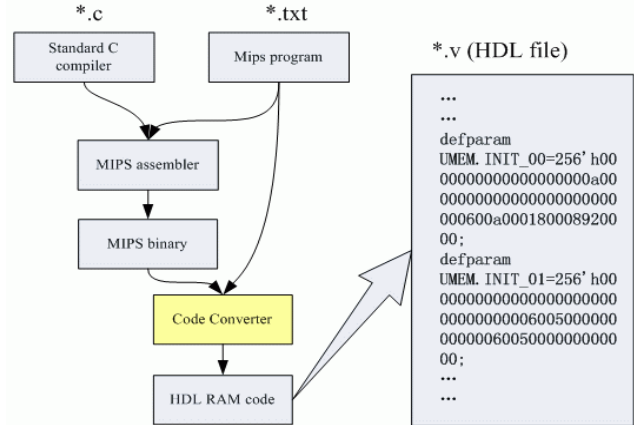 *.c
*.txt
Standard C
compiler
Mips program
*.v (HDL file)
MIPS assembler
MIPS binary
Code Converter
HDL RAM code
...
...
defparam
UMEM.INIT_00=256'h00
00000000000000000a00
00000000000000000000
000600a0001800089200
00;
defparam
UMEM.INIT_01=256'h00
00000000000000000000
00000000006005000000
00000060050000000000
00;
...
...